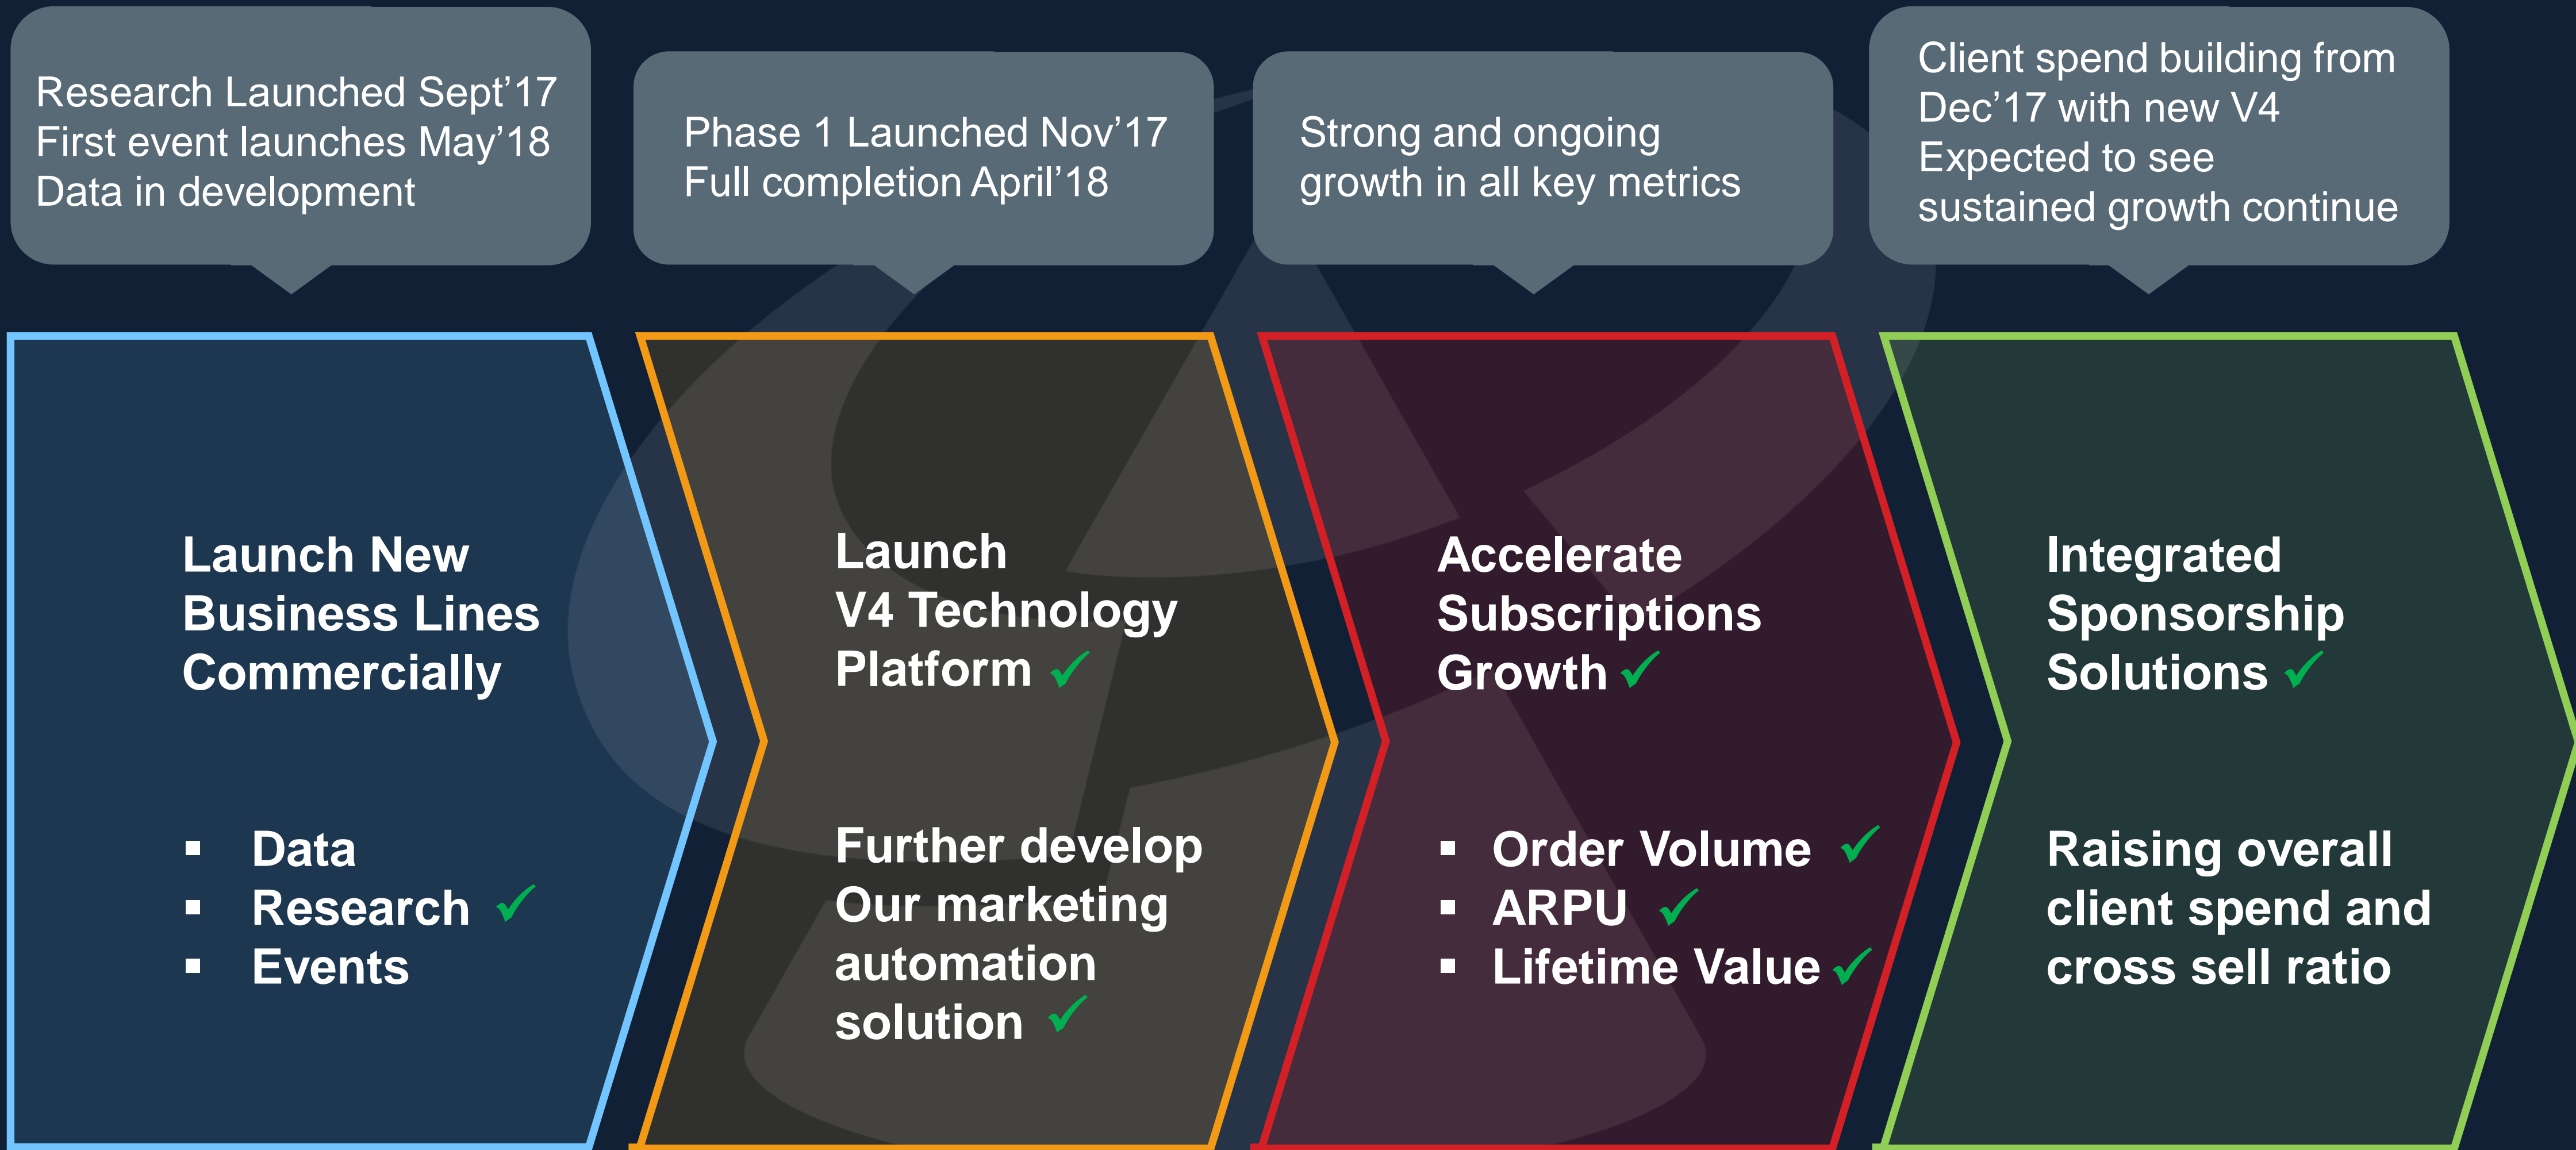 Research Launched Sept’17
First event launches May’18
Data in development
Phase 1 Launched Nov’17
Full completion April’18
Strong and ongoing
growth in all key metrics
Client spend building from
Dec’17 with new V4
Expected to see
sustained growth continue
Launch New
Business Lines
Commercially
▪ Data
▪ Research ✓
▪ Events
Launch
V4 Technology
Platform ✓
Further develop
Our marketing
automation
solution ✓
Accelerate
Subscriptions
Growth ✓
▪ Order Volume ✓
▪ ARPU ✓
▪ Lifetime Value ✓
Integrated
Sponsorship
Solutions ✓
Raising overall
client spend and
cross sell ratio